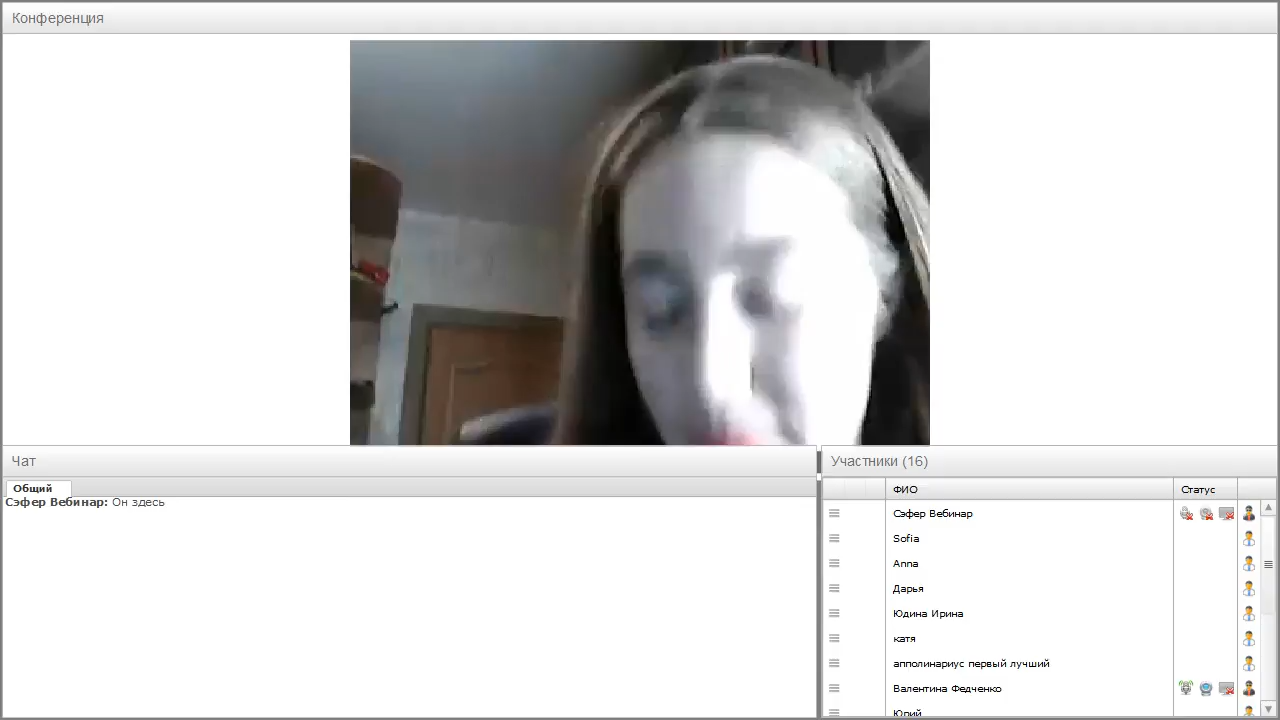 Конференция
Чат
Общий
Сэфер Вебинар: Он здесь
Участники (16)
ФИО Статус
Сэфер Вебинар
Sofia
Anna
Дарья
Юдина Ирина
катя
апполинариус первый лучший
Валентина Федченко
Юрий